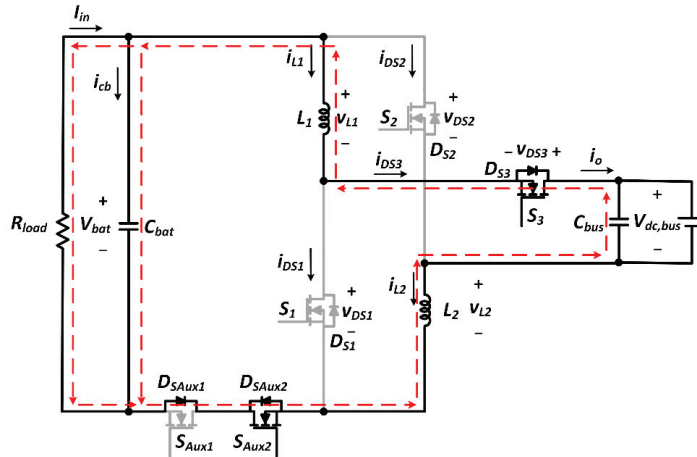 I_in
i_cb
i_L1
i_DS2
+
L_1
v_L1
−
S_2
+
v_DS2
−
D_S2
i_DS3
− v_DS3 +
D_S3
i_o
S_3
R_load
+
V_bat
−
C_bat
C_bus
+
V_dc,bus
−
i_DS1
S_1
+
v_DS1
−
D_S1
i_L2
L_2
+
v_L2
−
D_SAux1
D_SAux2
S_Aux1
S_Aux2